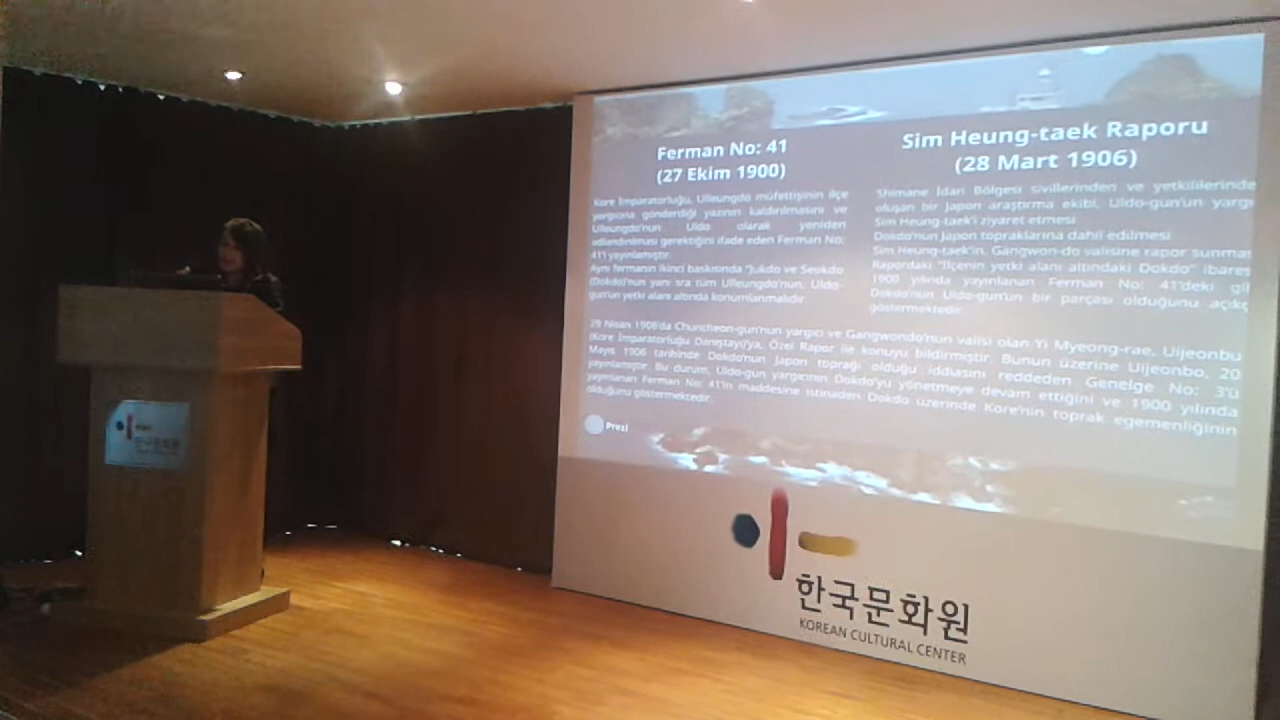 Ferman No: 41
(27 Ekim 1900)
Kore İmparatorluğu, Ulleungdo müfettişinin ilçe
yargıcına gönderdiği yazının kaldırılmasını ve
Ulleungdo'nun Uldo olarak yeniden
adlandırılması gerektiğini ifade eden Ferman No:
41'i yayınlamıştır.
Aynı fermanın ikinci baskısında "Jukdo ve Seokdo
(Dokdo)'nun yanı sıra tüm Ulleungdo'nun, Uldo-
gun'un yetki alanı altında konumlanmalıdır.
Sim Heung-taek Raporu
(28 Mart 1906)
Shimane İdari Bölgesi sivillerinden ve yetkililerinde
oluşan bir Japon araştırma ekibi, Uldo-gun'un yargı
Sim Heung-taek'i ziyaret etmesi
Dokdo'nun Japon topraklarına dahil edilmesi
Sim Heung-taek'in, Gangwon-do valisine rapor sunmas
Rapordaki "İlçenin yetki alanı altındaki Dokdo" ibares
1900 yılında yayınlanan Ferman No: 41'deki gi
Dokdo'nun Uldo-gun'un bir parçası olduğunu açıkç
göstermektedir.
29 Nisan 1906'da Chuncheon-gun'nun yargıcı ve Gangwondo'nun valisi olan Yi Myeong-rae, Uijeonbu
(Kore İmparatorluğu Danıştayı)'ya, Özel Rapor ile konuyu bildirmiştir. Bunun üzerine Uijeonbo, 20
Mayıs 1906 tarihinde Dokdo'nun Japon toprağı olduğu iddiasını reddeden Genelge No: 3'ü
yayınlamıştır. Bu durum, Uldo-gun yargıcının Dokdo'yu yönetmeye devam ettiğini ve 1900 yılında
yayınlanan Ferman No: 41'in maddesine istinaden Dokdo üzerinde Kore'nin toprak egemenliğinin
olduğunu göstermektedir.
Prezi
한국문화원
한국문화원
KOREAN CULTURAL CENTER